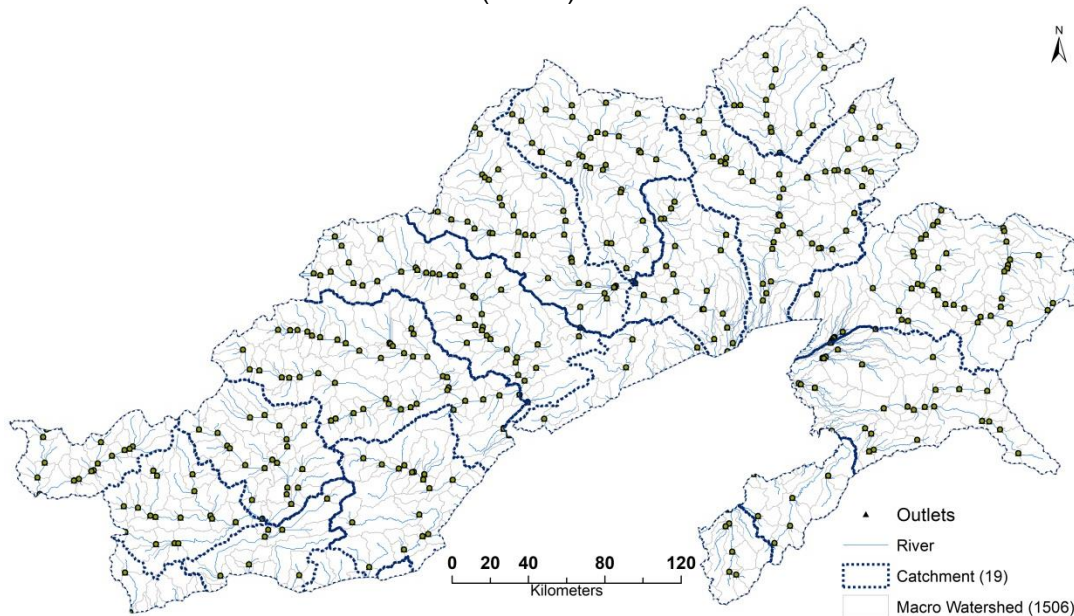 N
Outlets
River
Catchment (19)
Macro Watershed (1506)
0 20 40 80 120
Kilometers